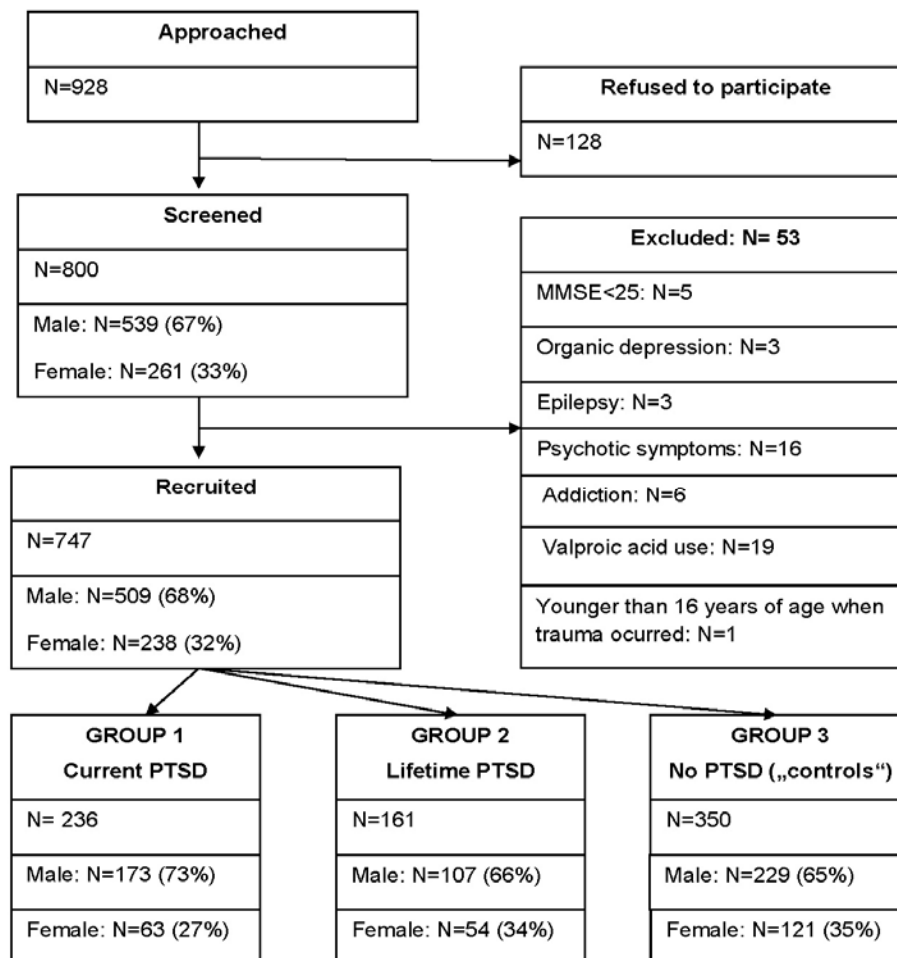 Approached
N=928
Refused to participate
N=128
Screened
N=800
Male: N=539 (67%)
Female: N=261 (33%)
Excluded: N= 53
MMSE<25: N=5
Organic depression: N=3
Epilepsy: N=3
Psychotic symptoms: N=16
Addiction: N=6
Valproic acid use: N=19
Younger than 16 years of age when
trauma ocurred: N=1
Recruited
N=747
Male: N=509 (68%)
Female: N=238 (32%)
GROUP 1
Current PTSD
N= 236
Male: N=173 (73%)
Female: N=63 (27%)
GROUP 2
Lifetime PTSD
N=161
Male: N=107 (66%)
Female: N=54 (34%)
GROUP 3
No PTSD („controls“)
N=350
Male: N=229 (65%)
Female: N=121 (35%)